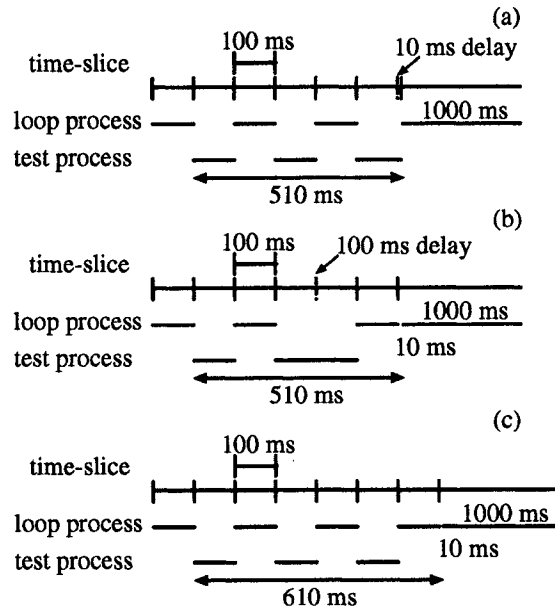 (a)
100 ms
10 ms delay
time-slice
loop process
1000 ms
test process
510 ms
(b)
100 ms
100 ms delay
time-slice
loop process
1000 ms
test process
10 ms
510 ms
(c)
100 ms
time-slice
loop process
1000 ms
test process
10 ms
610 ms